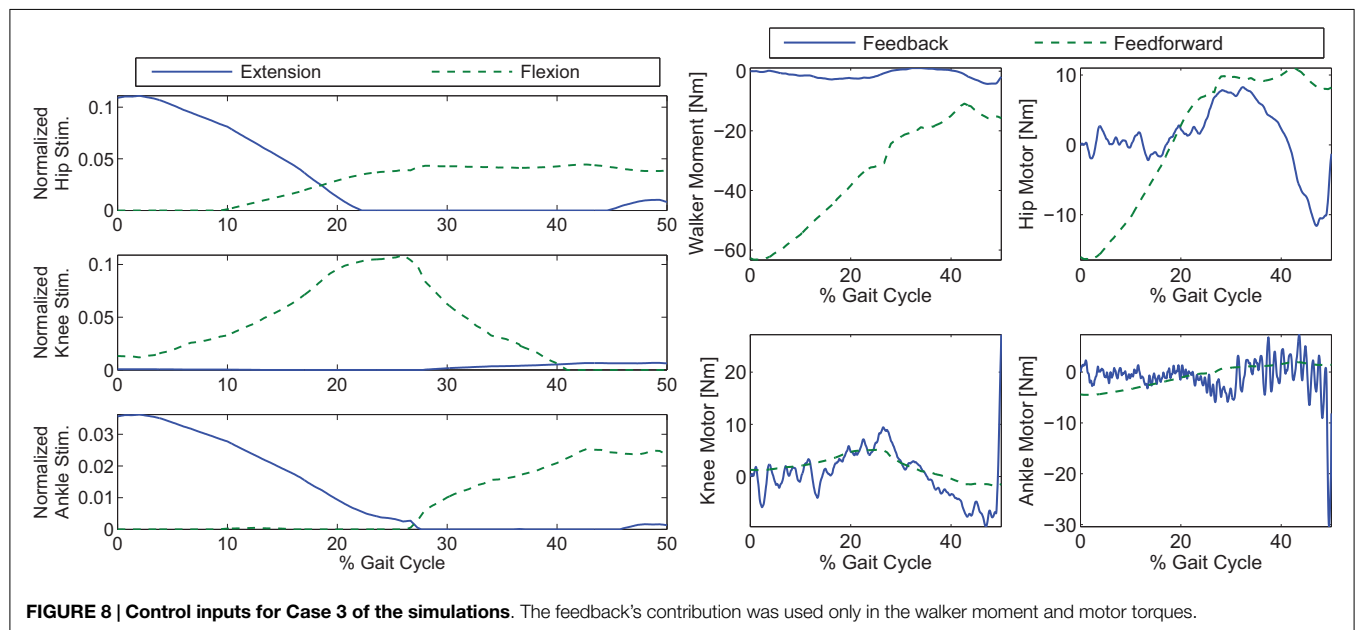 Extension Flexion
Normalized
Hip Stim.
0.1
0.05
0
0 10 20 30 40 50
Normalized
Knee Stim.
0.1
0.05
0
0 10 20 30 40 50
Normalized
Ankle Stim.
0.03
0.02
0.01
0
0 10 20 30 40 50
% Gait Cycle
Feedback Feedforward
Walker Moment [Nm]
0
−20
−40
−60
0 20 40
% Gait Cycle
Hip Motor [Nm]
10
0
−10
0 20 40
% Gait Cycle
Knee Motor [Nm]
20
10
0
0 20 40
% Gait Cycle
Ankle Motor [Nm]
0
−10
−20
−30
0 20 40
% Gait Cycle
FIGURE 8 | Control inputs for Case 3 of the simulations. The feedback's contribution was used only in the walker moment and motor torques.